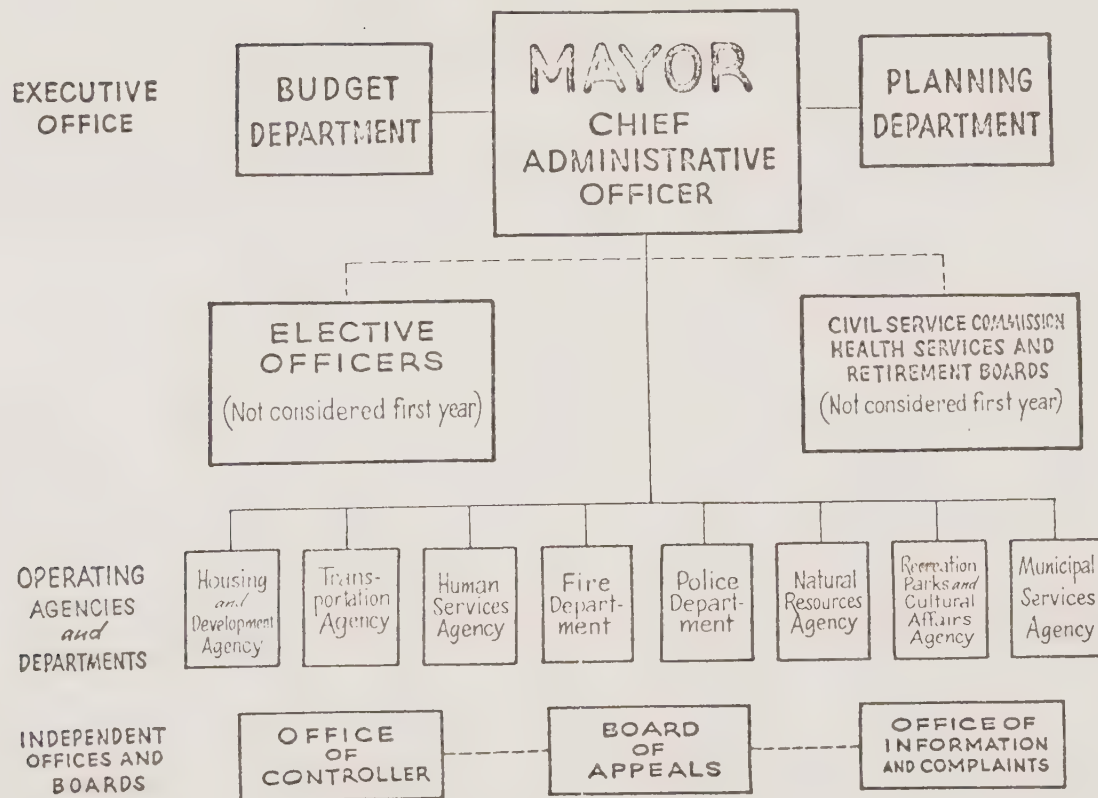 EXECUTIVE
OFFICE
BUDGET
DEPARTMENT
MAYOR
CHIEF
ADMINISTRATIVE
OFFICER
PLANNING
DEPARTMENT
ELECTIVE
OFFICERS
(Not considered first year)
CIVIL SERVICE COMMISSION
HEALTH SERVICES AND
RETIREMENT BOARDS
(Not considered first year)
OPERATING
AGENCIES
and
DEPARTMENTS
Housing
and
Development
Agency
Trans-
portation
Agency
Human
Services
Agency
Fire
Depart-
ment
Police
Depart-
ment
Natural
Resources
Agency
Recreation
Parks and
Cultural
Affairs
Agency
Municipal
Services
Agency
INDEPENDENT
OFFICES AND
BOARDS
OFFICE
OF
CONTROLLER
BOARD
OF
APPEALS
OFFICE OF
INFORMATION
AND COMPLAINTS